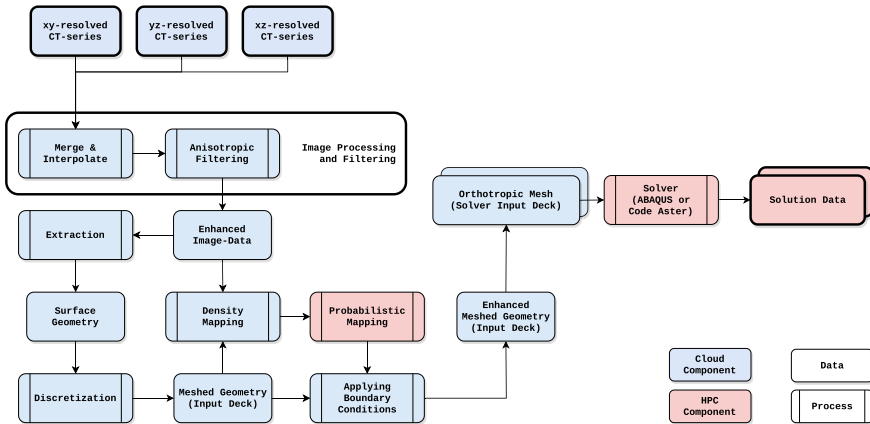 xy-resolved
CT-series
yz-resolved
CT-series
xz-resolved
CT-series
Merge &
Interpolate
Anisotropic
Filtering
Image Processing
and Filtering
Orthotropic Mesh
(Solver Input Deck)
Solver
(ABAQUS or
Code Aster)
Solution Data
Extraction
Enhanced
Image-Data
Surface
Geometry
Density
Mapping
Probabilistic
Mapping
Enhanced
Meshed Geometry
(Input Deck)
Discretization
Meshed Geometry
(Input Deck)
Applying
Boundary
Conditions
Cloud
Component
Data
HPC
Component
Process